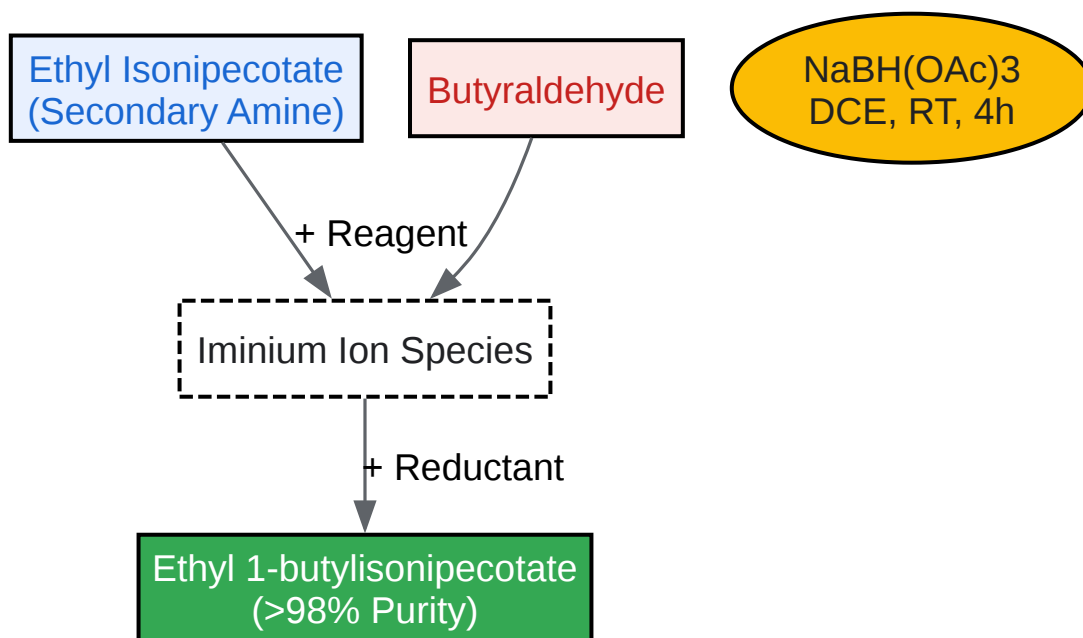 Ethyl Isonipecotate
(Secondary Amine)
Butyraldehyde
NaBH(OAc)3
DCE, RT, 4h
+ Reagent
Iminium Ion Species
+ Reductant
Ethyl 1-butylisonipecotate
(>98% Purity)